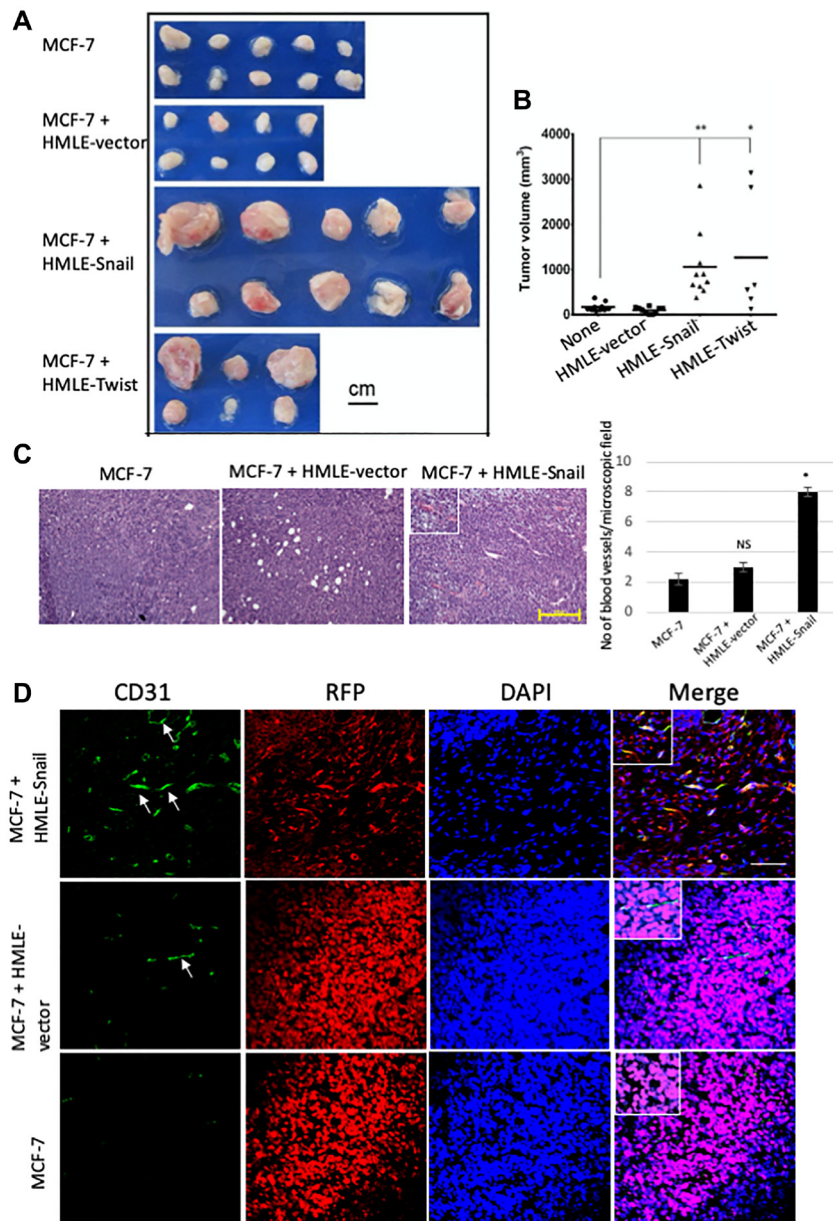 A
MCF-7
MCF-7 +
HMLE-vector
MCF-7 +
HMLE-Snail
MCF-7 +
HMLE-Twist
cm
B
Tumor volume (mm³)
4000
3000
2000
1000
0
** *
None
HMLE-vector
HMLE-Snail
HMLE-Twist
C
MCF-7
MCF-7 + HMLE-vector
MCF-7 + HMLE-Snail
No of blood vessels/microscopic field
10
8
6
4
2
0
NS
*
MCF-7
MCF-7 +
HMLE-vector
MCF-7 +
HMLE-Snail
D
CD31 RFP DAPI Merge
MCF-7 +
HMLE-Snail
MCF-7 + HMLE-
vector
MCF-7